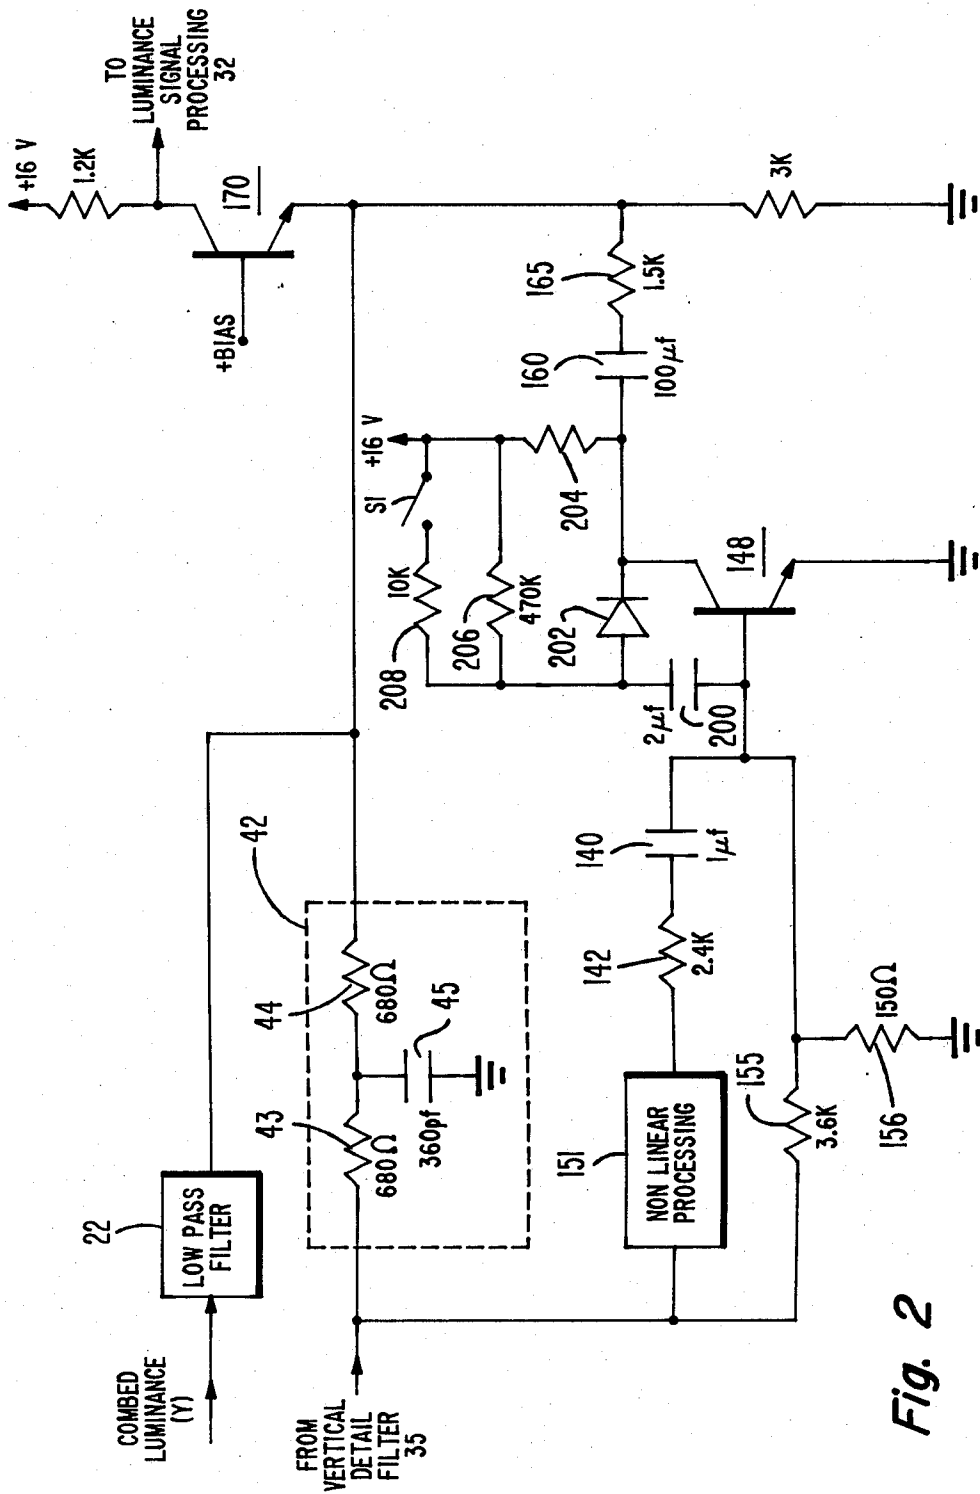 COMBED
LUMINANCE
(Y)
22
LOW PASS
FILTER
FROM
VERTICAL
DETAIL
FILTER
35
42
43
680Ω
44
680Ω
45
360pf
151
NON LINEAR
PROCESSING
142
2.4K
140
1μf
155
3.6K
156
150Ω
2μf
200
148
202
204
206
470K
208
10K
S1
+16 V
160
100μf
165
1.5K
3K
+BIAS
170
+16 V
1.2K
TO
LUMINANCE
SIGNAL
PROCESSING
32
Fig. 2